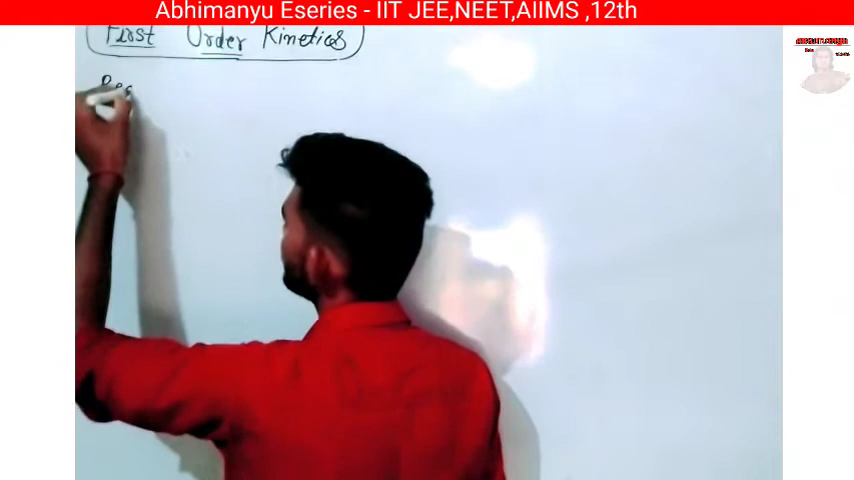 Abhimanyu Eseries - IIT JEE,NEET,AIIMS ,12th
First Order Kinetics